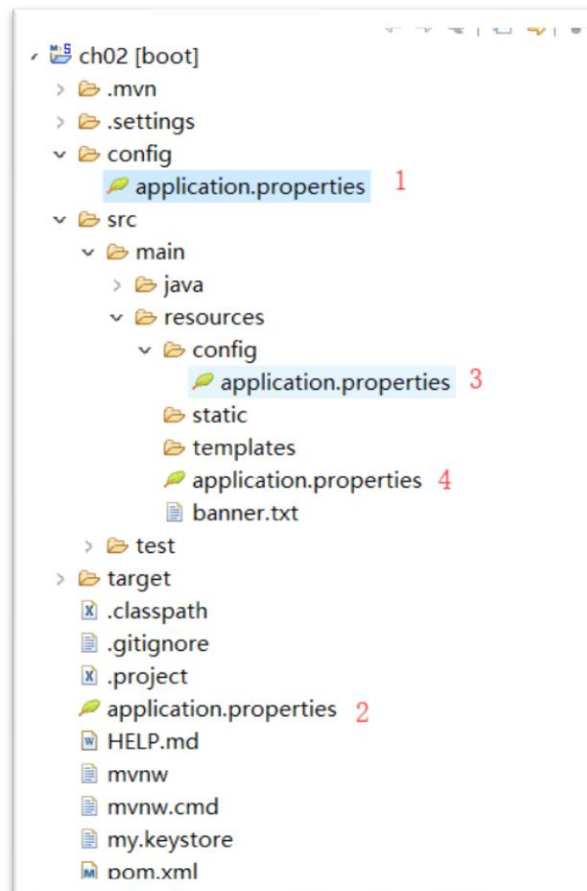 ch02 [boot]
.mvn
.settings
config
application.properties 1
src
main
java
resources
config
application.properties 3
static
templates
application.properties 4
banner.txt
test
target
.classpath
.gitignore
.project
application.properties 2
HELP.md
mvnw
mvnw.cmd
my.keystore
pom.xml